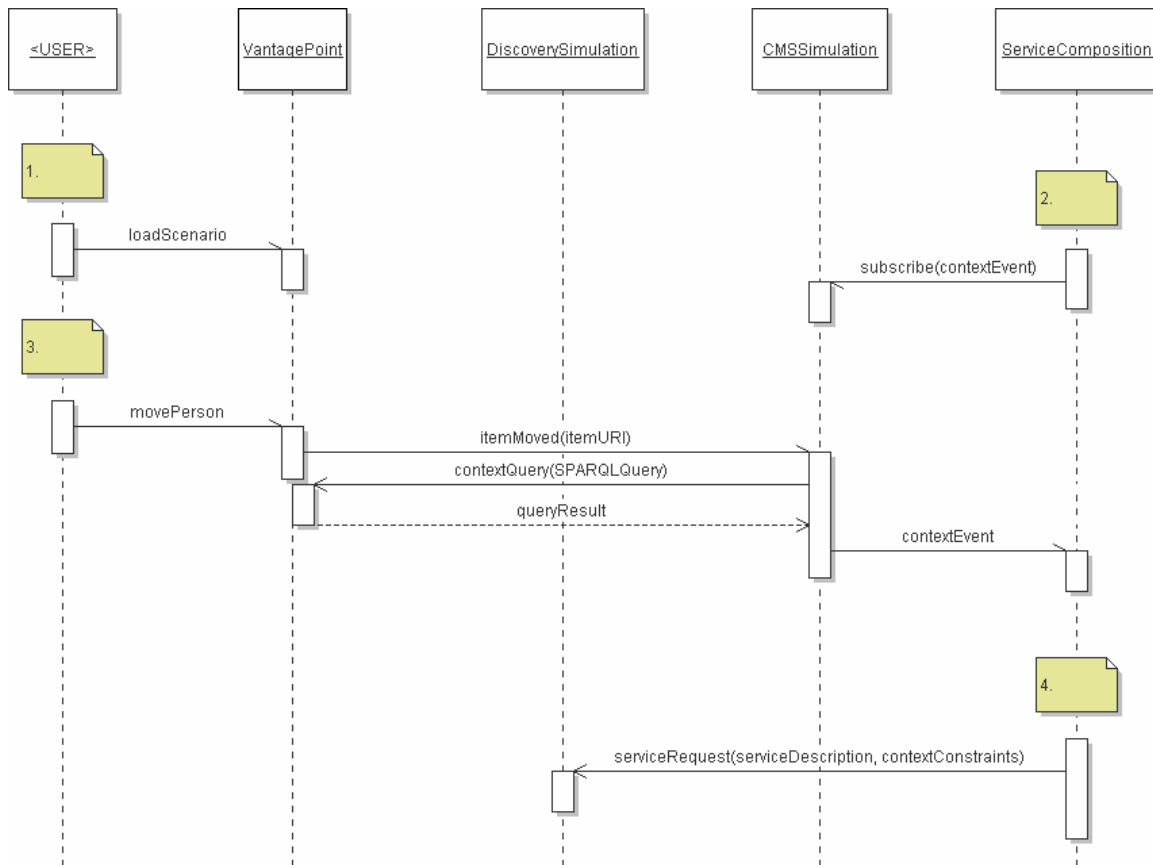 <USER>
VantagePoint
DiscoverySimulation
CMSSimulation
ServiceComposition
1.
2.
loadScenario
subscribe(contextEvent)
3.
movePerson
itemMoved(itemURI)
contextQuery(SPARQLQuery)
queryResult
contextEvent
4.
serviceRequest(serviceDescription, contextConstraints)